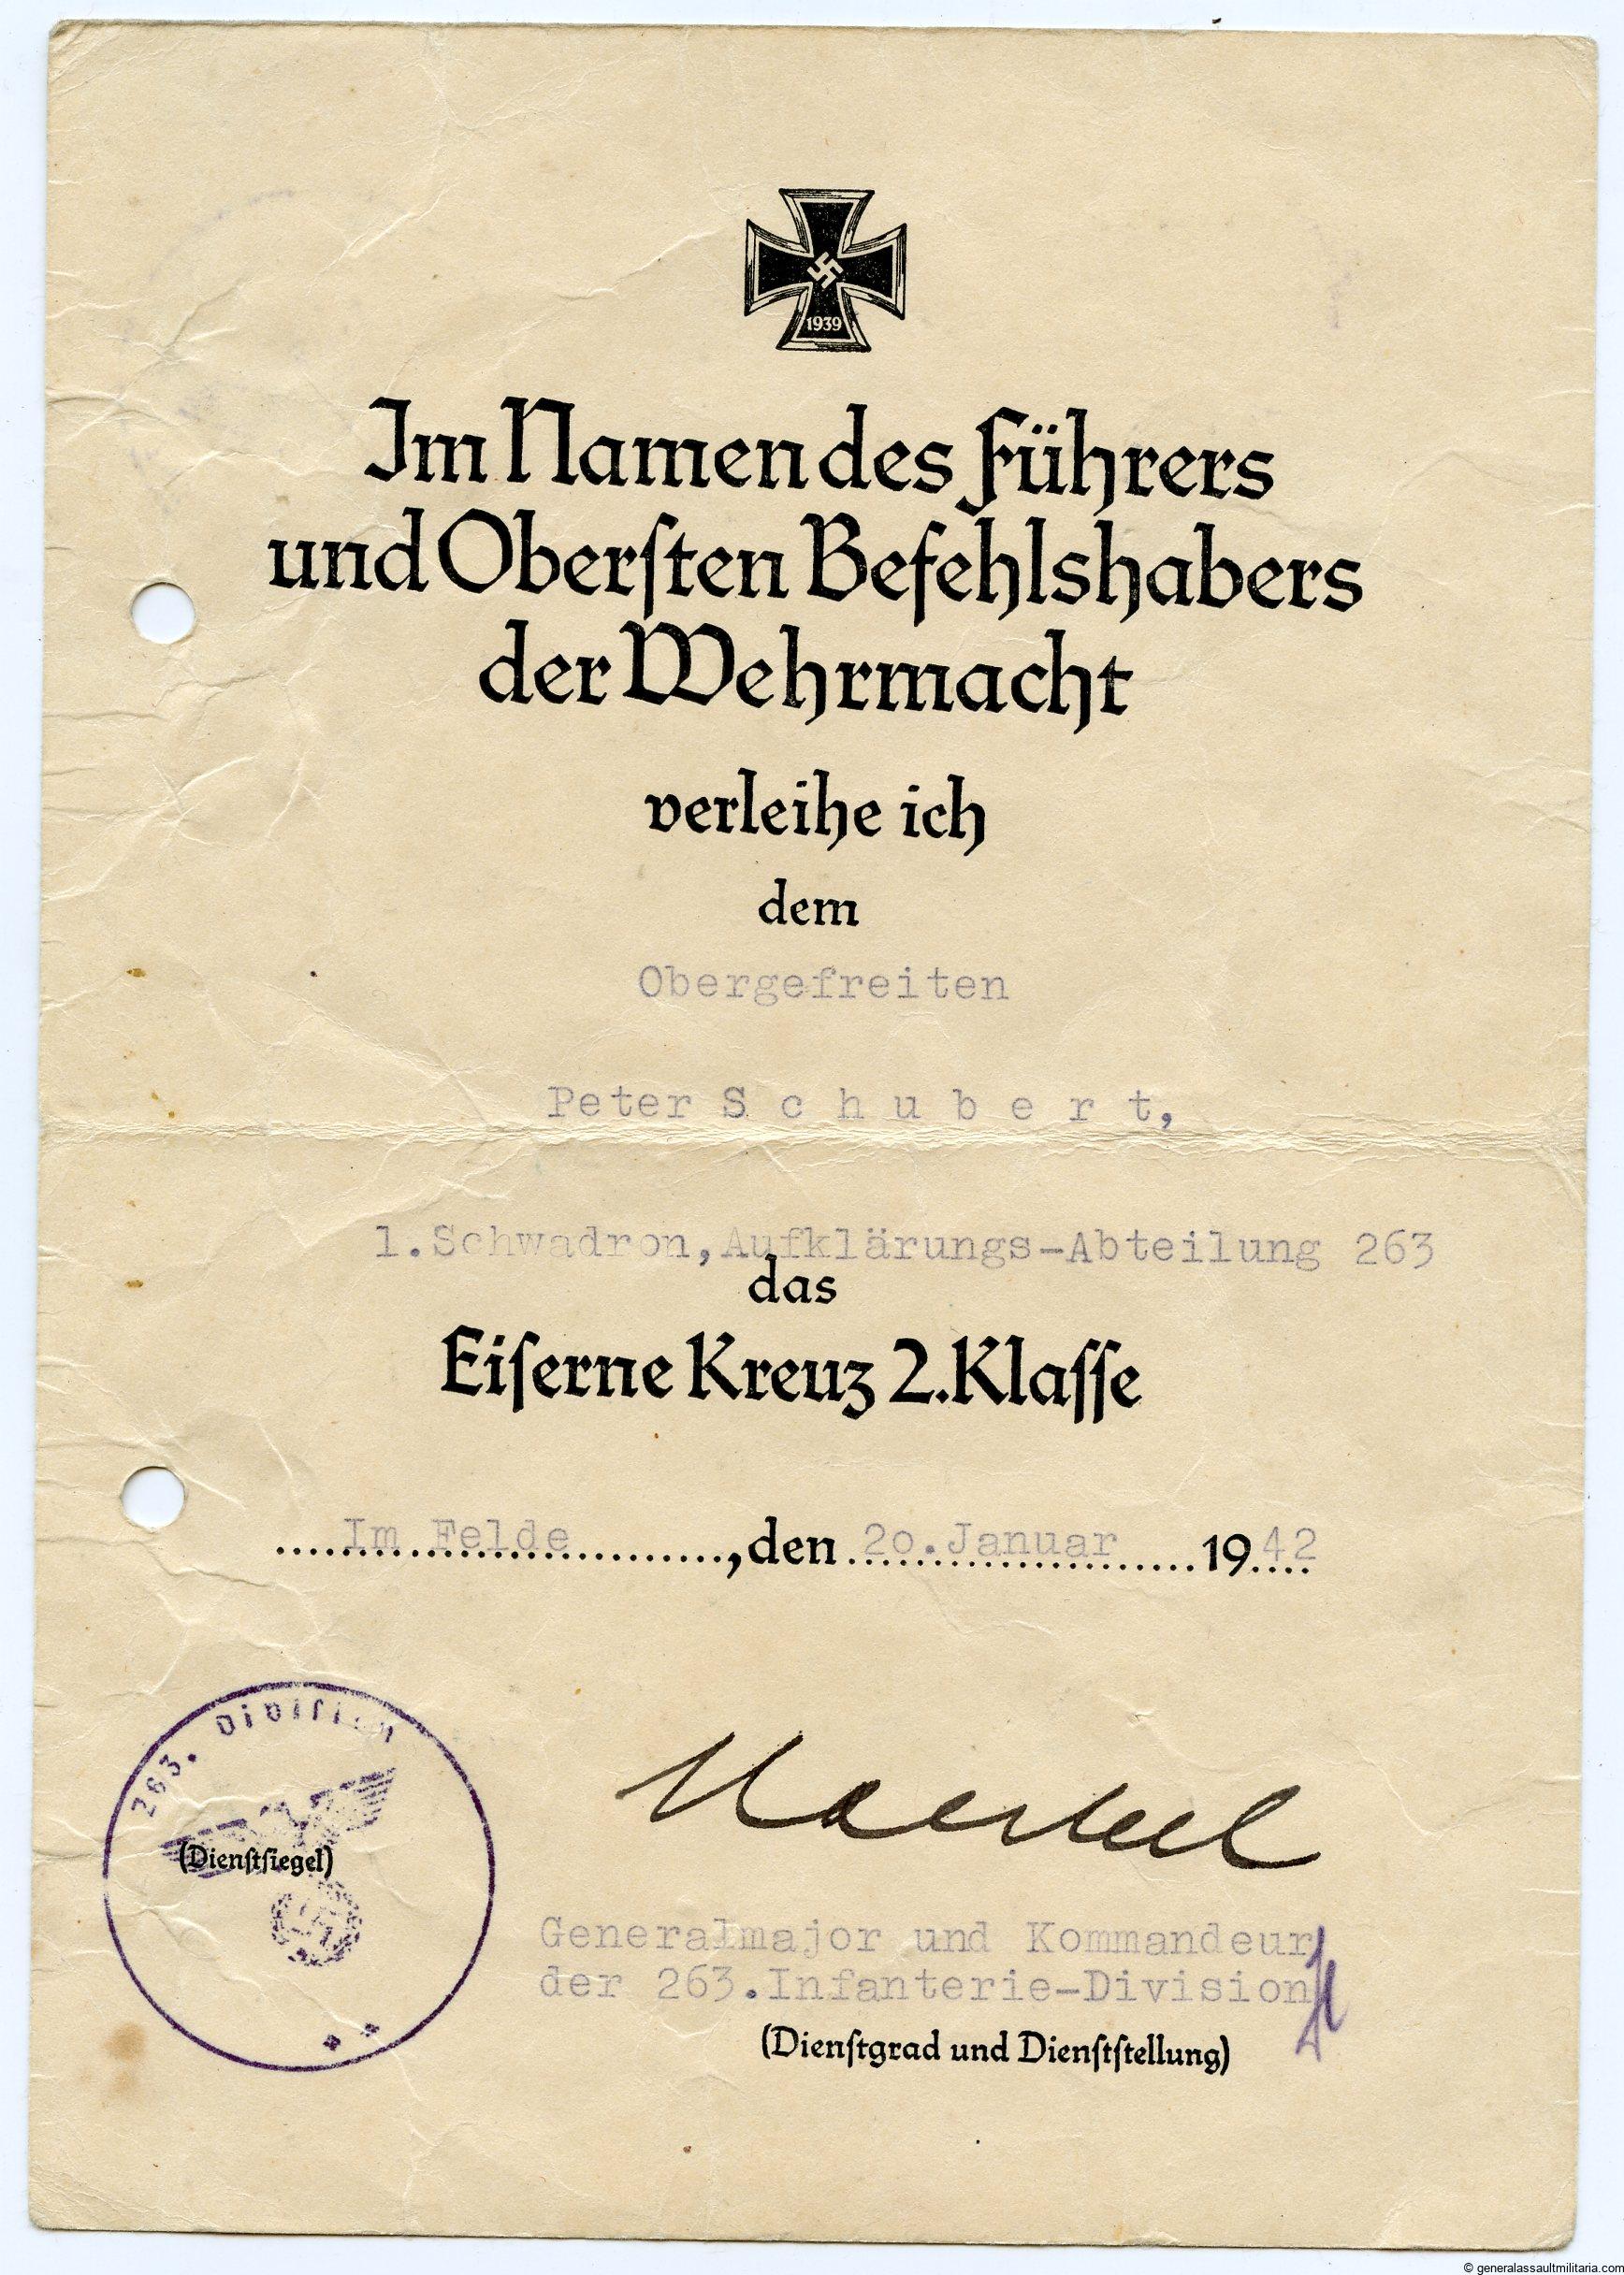 1939
Im Namen des Führers
und Oberſten Befehlshabers
der Wehrmacht
verleihe ich
dem
Obergefreiten
Peter S c h u b e r t,
1.Schwadron,Aufklärungs-Abteilung 263
das
Eiſerne Kreuz 2.Klaſſe
Im Felde, den 2o.Januar 1942
263. Diviſion
(Dienſtſiegel)
Generalmajor und Kommandeur
der 263.Infanterie-Division
(Dienſtgrad und Dienſtſtellung)
© generalassaultmilitaria.com